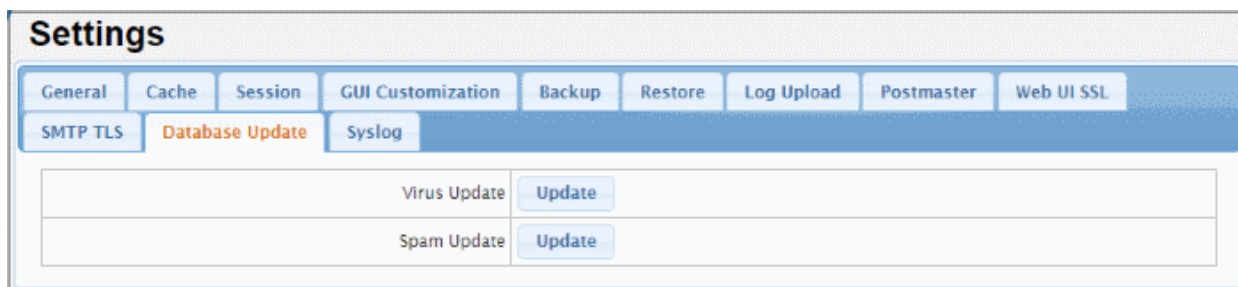 Settings
General Cache Session GUI Customization Backup Restore Log Upload Postmaster Web UI SSL
SMTP TLS Database Update Syslog
Virus Update Update
Spam Update Update